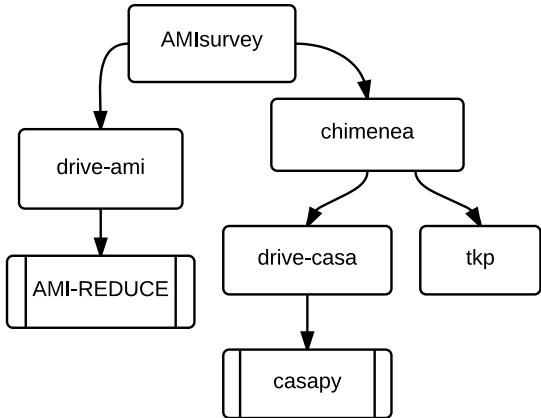 AMIsurvey
chimenea
drive-ami
drive-casa
tkp
AMI-REDUCE
casapy